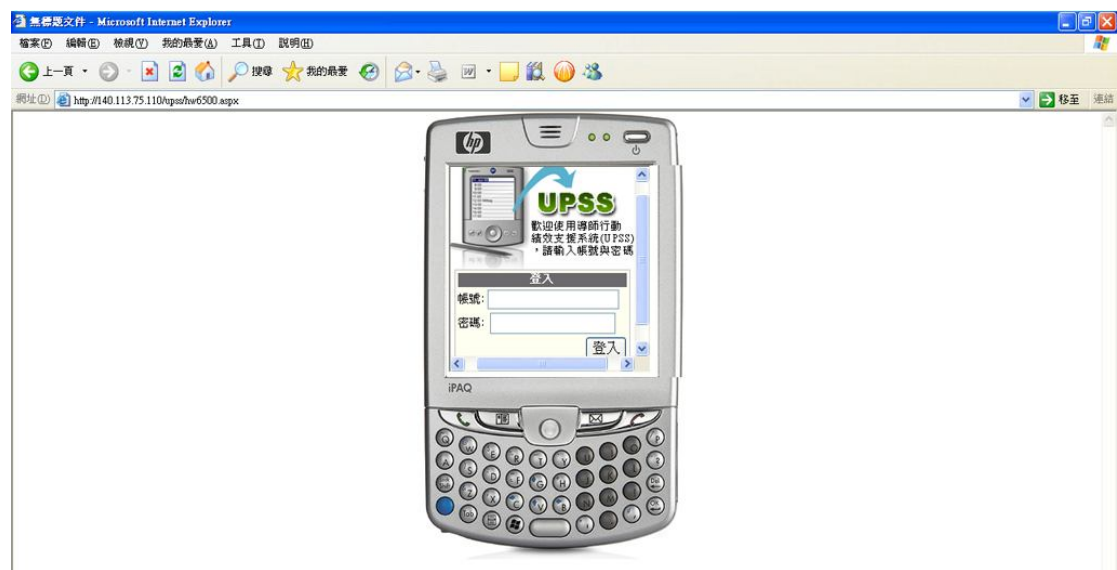 無標題文件 - Microsoft Internet Explorer
檔案(F) 編輯(E) 檢視(V) 我的最愛(A) 工具(T) 說明(H)
上一頁 搜尋 我的最愛
網址(D) http://140.113.75.110/upss/hw6500.aspx 移至 連結
hp
UPSS
歡迎使用導師行動
績效支援系統(UPSS)
，請輸入帳號與密碼
登入
帳號:
密碼:
登入
iPAQ